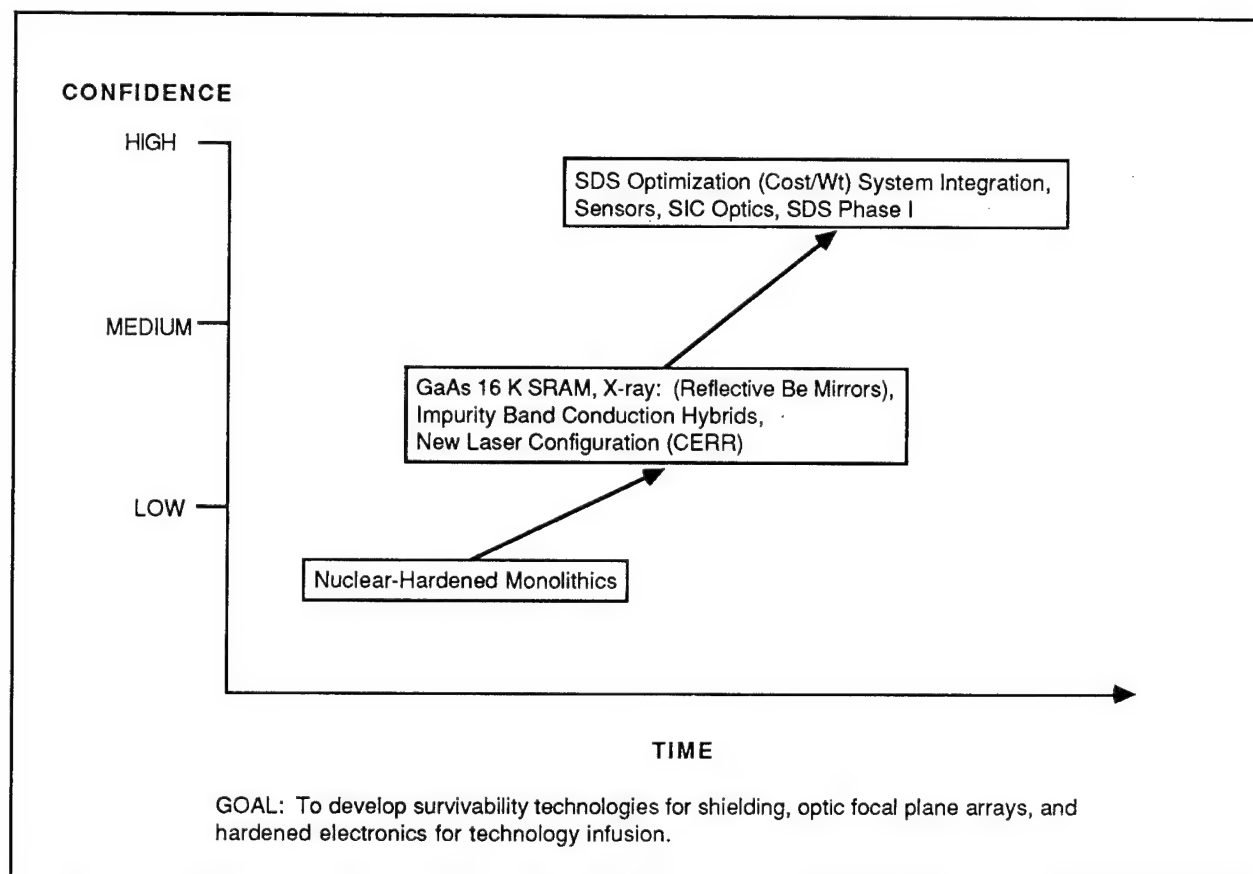 CONFIDENCE
HIGH
SDS Optimization (Cost/Wt) System Integration,
Sensors, SIC Optics, SDS Phase I
MEDIUM
GaAs 16 K SRAM, X-ray: (Reflective Be Mirrors),
Impurity Band Conduction Hybrids,
New Laser Configuration (CERR)
LOW
Nuclear-Hardened Monolithics
TIME
GOAL: To develop survivability technologies for shielding, optic focal plane arrays, and
hardened electronics for technology infusion.